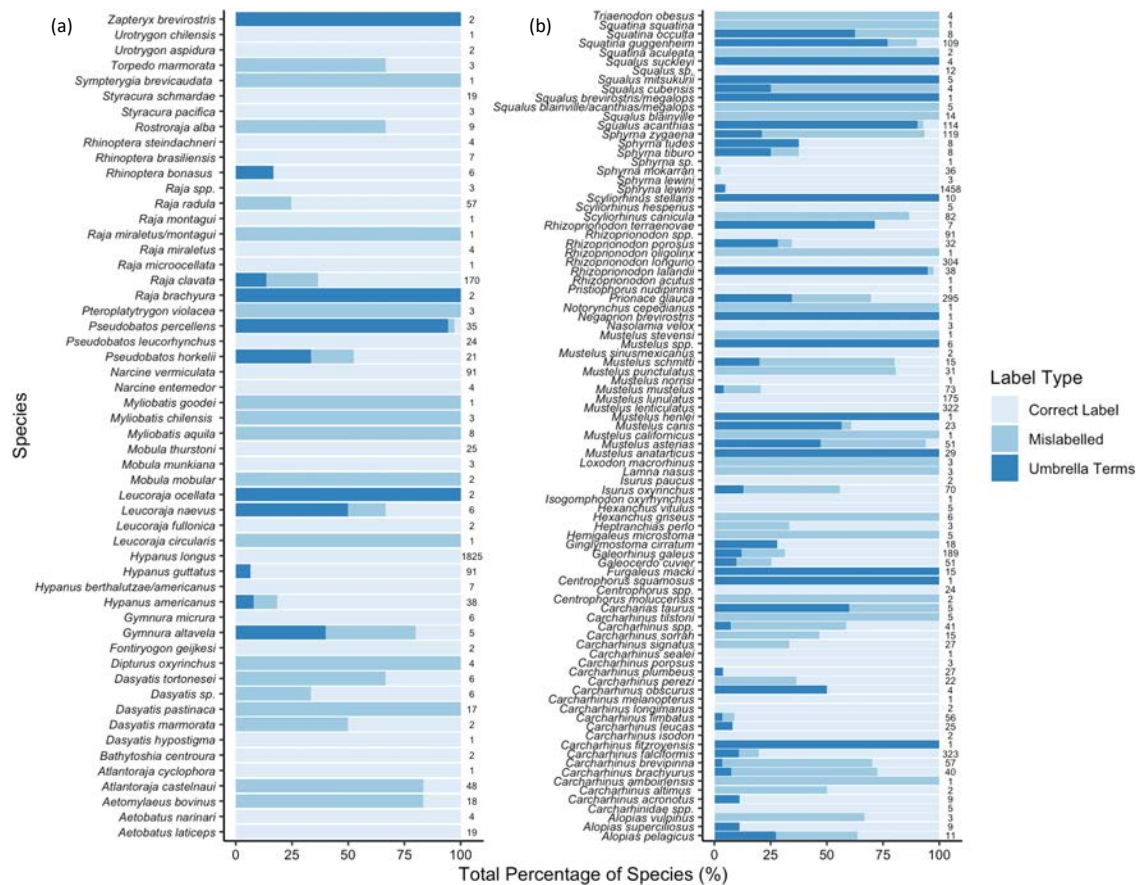 (a)
Zapteryx brevirostris 2
Urotrygon chilensis 1
Urotrygon aspidura 2
Torpedo marmorata 3
Sympterygia brevicaudata 1
Styracura schmardae 19
Styracura pacifica 3
Rostroraja alba 9
Rhinoptera steindachneri 4
Rhinoptera brasiliensis 7
Rhinoptera bonasus 6
Raja spp. 3
Raja radula 57
Raja montagui 1
Raja miraletus/montagui 1
Raja miraletus 4
Raja microocellata 1
Raja clavata 170
Raja brachyura 2
Pteroplatytrygon violacea 3
Pseudobatos percellens 35
Pseudobatos leucorhynchus 24
Pseudobatos horkelii 21
Narcine vermiculata 91
Narcine entemedor 4
Myliobatis goodei 1
Myliobatis chilensis 3
Myliobatis aquila 8
Mobula thurstoni 25
Mobula munkiana 3
Mobula mobular 2
Leucoraja ocellata 2
Leucoraja naevus 6
Leucoraja fullonica 2
Leucoraja circularis 1
Hypanus longus 1825
Hypanus guttatus 91
Hypanus berthalutzae/americanus 7
Hypanus americanus 38
Gymnura micrura 6
Gymnura altavela 5
Fontiryogon geijkesi 2
Dipturus oxyrinchus 4
Dasyatis tortonesei 6
Dasyatis sp. 6
Dasyatis pastinaca 17
Dasyatis marmorata 2
Dasyatis hypostigma 1
Bathytoshia centroura 2
Atlantoraja cyclophora 1
Atlantoraja castelnaui 48
Aetomylaeus bovinus 18
Aetobatus narinari 4
Aetobatus laticeps 19
0 25 50 75 100
Species
(b)
Triaenodon obesus 4
Squatina squatina 1
Squatina occulta 8
Squatina guggenheim 109
Squatina aculeata 2
Squalus suckleyi 4
Squalus sp. 12
Squalus mitsukurii 5
Squalus cubensis 4
Squalus brevirostris/megalops 1
Squalus blainville/acanthias/megalops 5
Squalus blainville 14
Squalus acanthias 114
Sphyrna zygaena 119
Sphyrna tudes 8
Sphyrna tiburo 8
Sphyrna sp. 1
Sphyrna mokarran 36
Sphyrna lewini 3
Sphryna lewini 1458
Scyliorhinus stellaris 10
Scyliorhinus hesperius 5
Scyliorhinus canicula 82
Rhizoprionodon terraenovae 7
Rhizoprionodon spp. 91
Rhizoprionodon porosus 32
Rhizoprionodon oligolinx 1
Rhizoprionodon longurio 304
Rhizoprionodon lalandii 38
Rhizoprionodon acutus 1
Pristiophorus nudipinnis 1
Prionace glauca 295
Notorynchus cepedianus 1
Negaprion brevirostris 1
Nasolamia velox 3
Mustelus stevensi 1
Mustelus spp. 6
Mustelus sinusmexicanus 2
Mustelus schmitti 15
Mustelus punctulatus 31
Mustelus norrisi 1
Mustelus mustelus 73
Mustelus lunulatus 175
Mustelus lenticulatus 322
Mustelus henlei 1
Mustelus canis 23
Mustelus californicus 1
Mustelus asterias 51
Mustelus anatarticus 29
Loxodon macrorhinus 3
Lamna nasus 3
Isurus paucus 2
Isurus oxyrinchus 70
Isogomphodon oxyrhynchus 1
Hexanchus vitulus 5
Hexanchus griseus 6
Heptranchias perlo 3
Hemigaleus microstoma 5
Ginglymostoma cirratum 18
Galeorhinus galeus 189
Galeocerdo cuvier 51
Furgaleus macki 15
Centrophorus squamosus 1
Centrophorus spp. 24
Centrophorus moluccensis 2
Carcharias taurus 5
Carcharhinus tilstoni 5
Carcharhinus spp. 41
Carcharhinus sorrah 15
Carcharhinus signatus 27
Carcharhinus sealei 1
Carcharhinus porosus 3
Carcharhinus plumbeus 27
Carcharhinus perezi 22
Carcharhinus obscurus 4
Carcharhinus melanopterus 1
Carcharhinus longimanus 2
Carcharhinus limbatus 56
Carcharhinus leucas 25
Carcharhinus isodon 2
Carcharhinus fitzroyensis 1
Carcharhinus falciformis 323
Carcharhinus brevipinna 57
Carcharhinus brachyurus 40
Carcharhinus amboinensis 1
Carcharhinus altimus 2
Carcharhinus acronotus 9
Carcharhinidae spp. 5
Alopias vulpinus 3
Alopias superciliosus 9
Alopias pelagicus 11
0 25 50 75 100
Total Percentage of Species (%)
Label Type
Correct Label
Mislabelled
Umbrella Terms